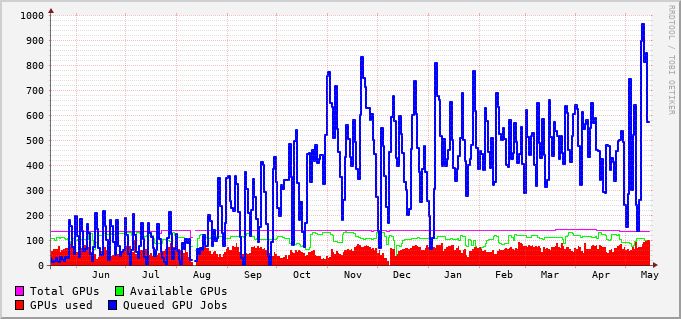 1000
900
800
700
600
500
400
300
200
100
0
Jun Jul Aug Sep Oct Nov Dec Jan Feb Mar Apr May
RRDTOOL / TOBI OETIKER
Total GPUs Available GPUs
GPUs used Queued GPU Jobs